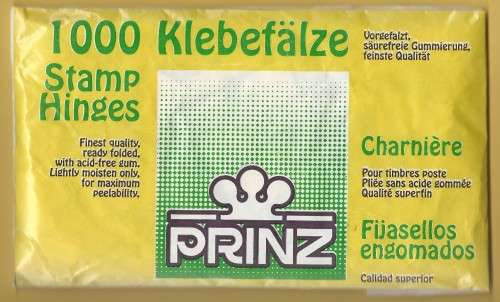 1000 Klebefälze
Vorgefalzt,
säurefreie Gummierung,
feinste Qualität
Stamp
Hinges
Finest quality,
ready folded,
with acid-free gum.
Lightly moisten only,
for maximum
peelability.
Charnière
Pour timbres poste
Pliée sans acide gommée
Qualité superfin
Fijasellos
engomados
Calidad superior
PRINZ